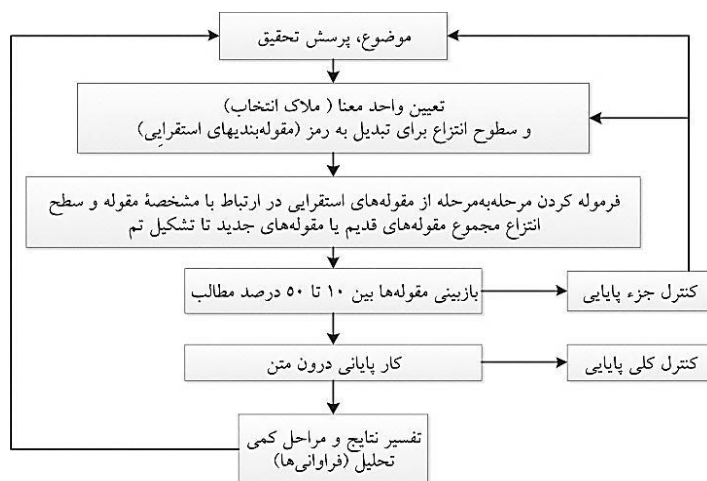 موضوع، پرسش تحقیق
تعیین واحد معنا ( ملاک انتخاب)
و سطوح انتزاع برای تبدیل به رمز (مقوله‌بندیهای استقرایِی)
فرموله کردن مرحله‌به‌مرحله از مقوله‌های استقرایی در ارتباط با مشخصهٔ مقوله و سطح
انتزاع مجموع مقوله‌های قدیم یا مقوله‌های جدید تا تشکیل تم
بازبینی مقوله‌ها بین ۱۰ تا ۵۰ درصد مطالب
کنترل جزء پایایی
کار پایانی درون متن
کنترل کلی پایایی
تفسیر نتایج و مراحل کمی
تحلیل (فراوانی‌ها)